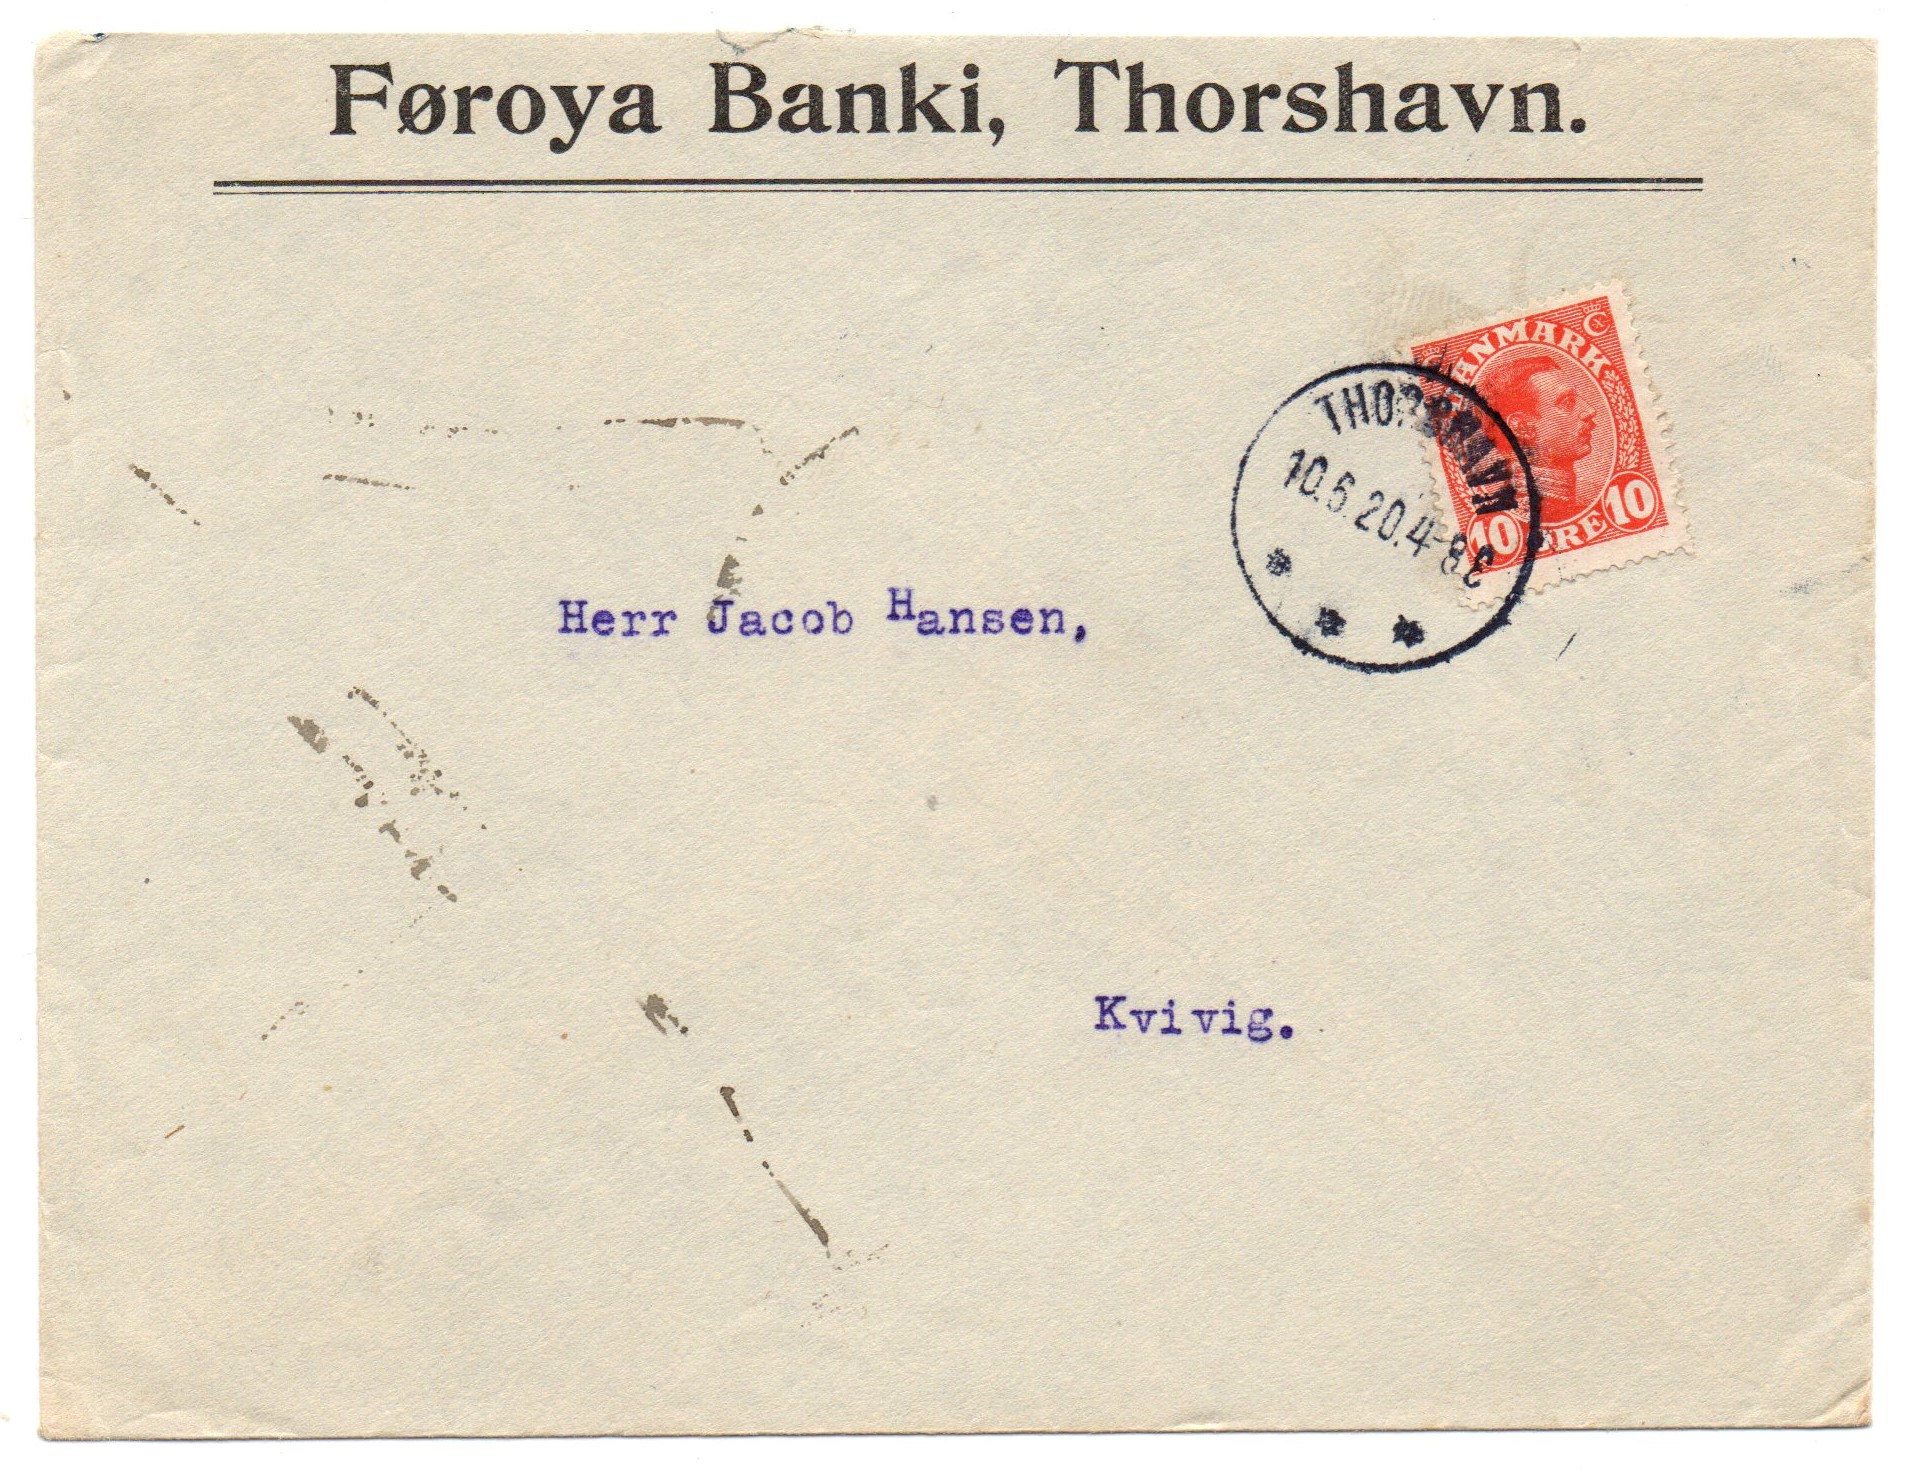 Føroya Banki, Thorshavn.
DANMARK
THORSHAVN
10.6.20.4-8E
10 ØRE 10
Herr Jacob Hansen,
Kvivig.